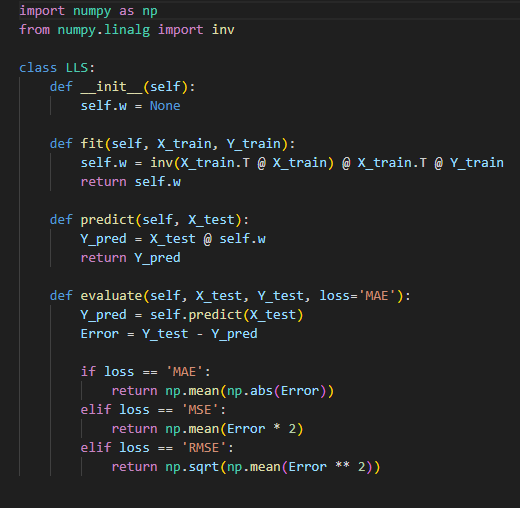 import numpy as np
from numpy.linalg import inv

class LLS:
    def __init__(self):
        self.w = None

    def fit(self, X_train, Y_train):
        self.w = inv(X_train.T @ X_train) @ X_train.T @ Y_train
        return self.w

    def predict(self, X_test):
        Y_pred = X_test @ self.w
        return Y_pred

    def evaluate(self, X_test, Y_test, loss='MAE'):
        Y_pred = self.predict(X_test)
        Error = Y_test - Y_pred

        if loss == 'MAE':
            return np.mean(np.abs(Error))
        elif loss == 'MSE':
            return np.mean(Error * 2)
        elif loss == 'RMSE':
            return np.sqrt(np.mean(Error ** 2))